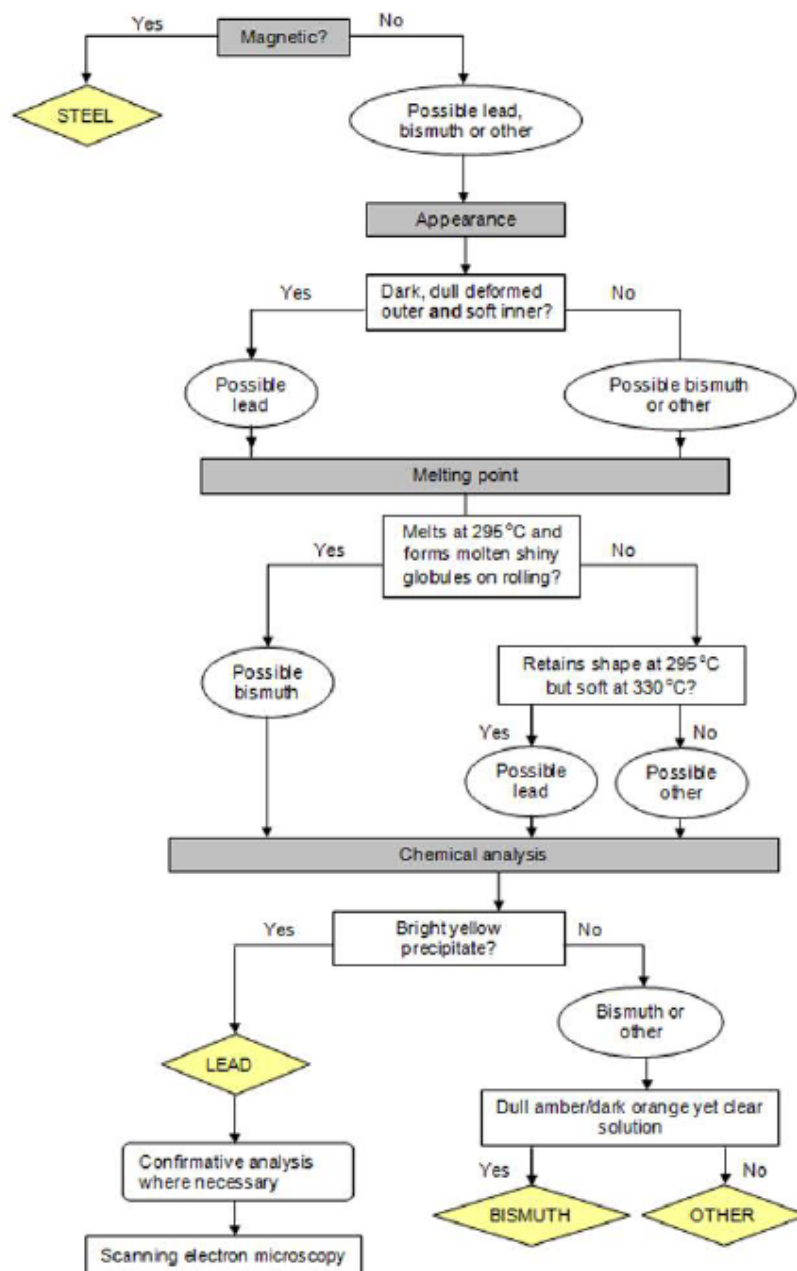 Yes
Magnetic?
No
STEEL
Possible lead,
bismuth or other
Appearance
Yes
Dark, dull deformed
outer and soft inner?
No
Possible
lead
Possible bismuth
or other
Melting point
Yes
Melts at 295°C and
forms molten shiny
globules on rolling?
No
Possible
bismuth
Retains shape at 295°C
but soft at 330°C?
Yes
No
Possible
lead
Possible
other
Chemical analysis
Yes
Bright yellow
precipitate?
No
Bismuth or
other
LEAD
Dull amber/dark orange yet clear
solution
Confirmative analysis
where necessary
Yes
No
BISMUTH
OTHER
Scanning electron microscopy